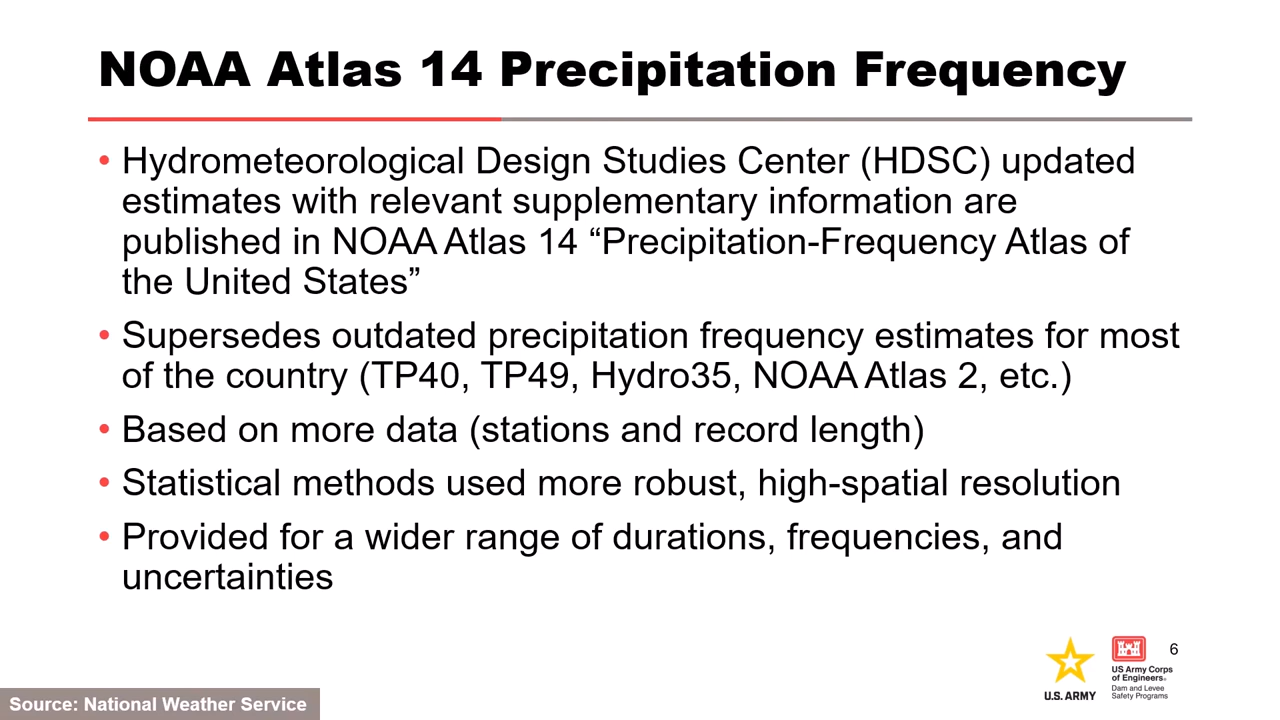 NOAA Atlas 14 Precipitation Frequency
• Hydrometeorological Design Studies Center (HDSC) updated
estimates with relevant supplementary information are
published in NOAA Atlas 14 “Precipitation-Frequency Atlas of
the United States”
• Supersedes outdated precipitation frequency estimates for most
of the country (TP40, TP49, Hydro35, NOAA Atlas 2, etc.)
• Based on more data (stations and record length)
• Statistical methods used more robust, high-spatial resolution
• Provided for a wider range of durations, frequencies, and
uncertainties
U.S. ARMY
US Army Corps
of Engineers®
Dam and Levee
Safety Programs
6
Source: National Weather Service